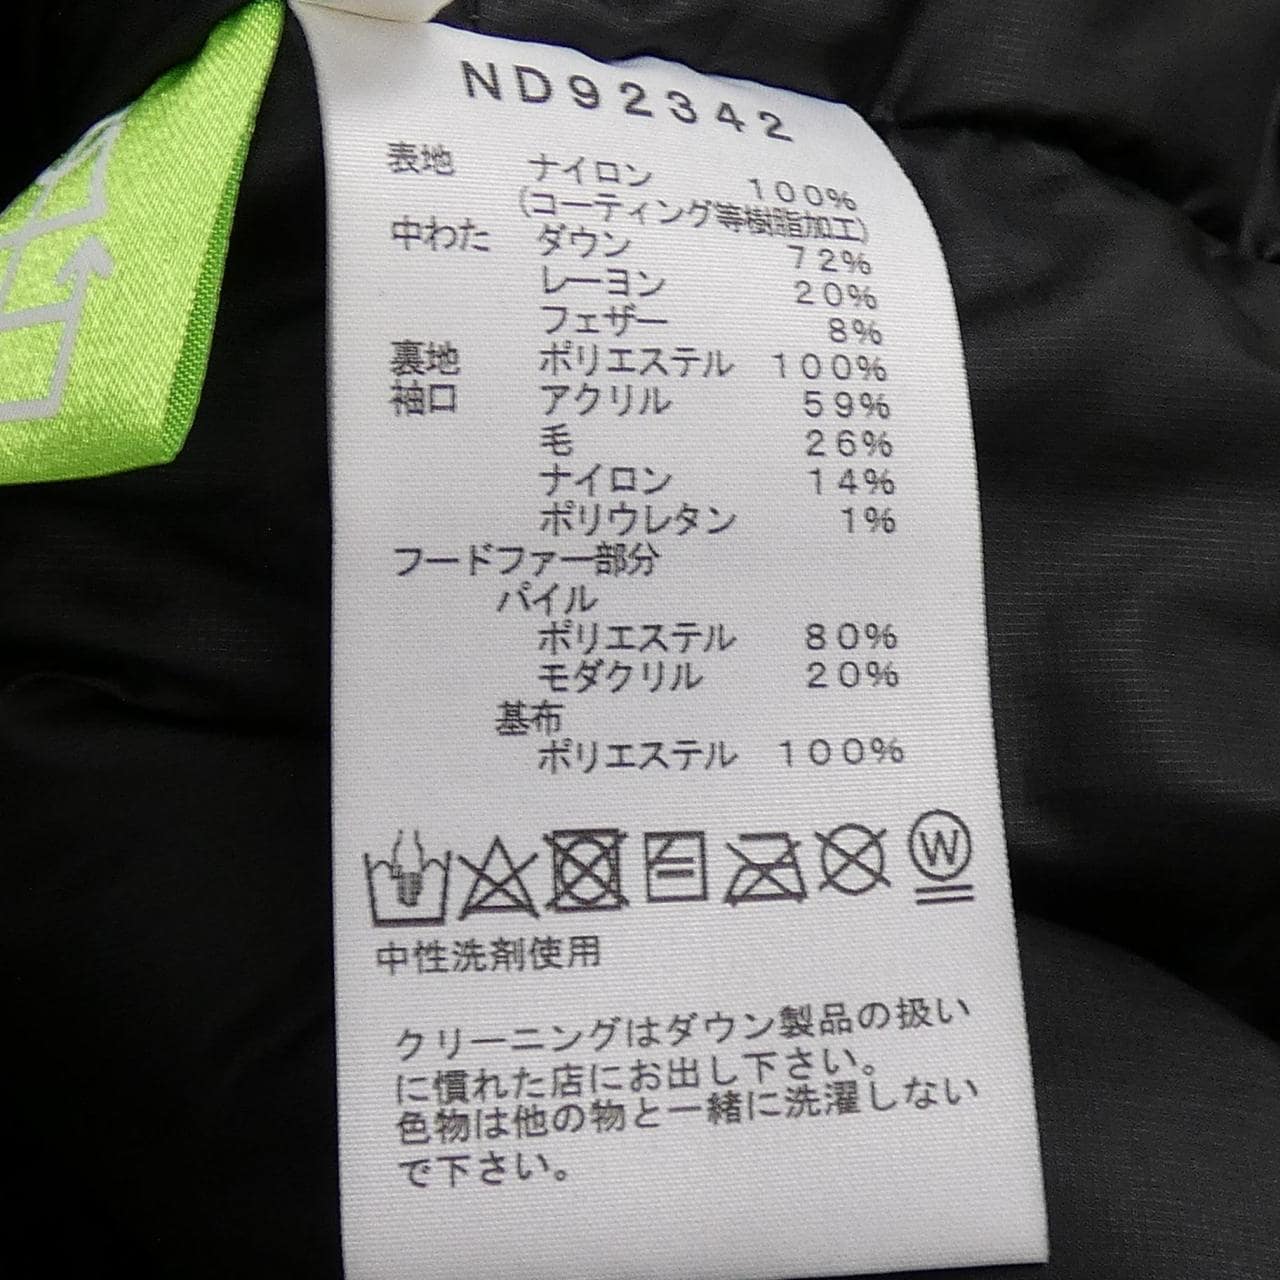 ND92342
表地 ナイロン 100%
(コーティング等樹脂加工)
中わた ダウン 72%
レーヨン 20%
フェザー 8%
裏地 ポリエステル 100%
袖口 アクリル 59%
毛 26%
ナイロン 14%
ポリウレタン 1%
フードファー部分
パイル
ポリエステル 80%
モダクリル 20%
基布
ポリエステル 100%
W
中性洗剤使用
クリーニングはダウン製品の扱い
に慣れた店にお出し下さい。
色物は他の物と一緒に洗濯しない
で下さい。